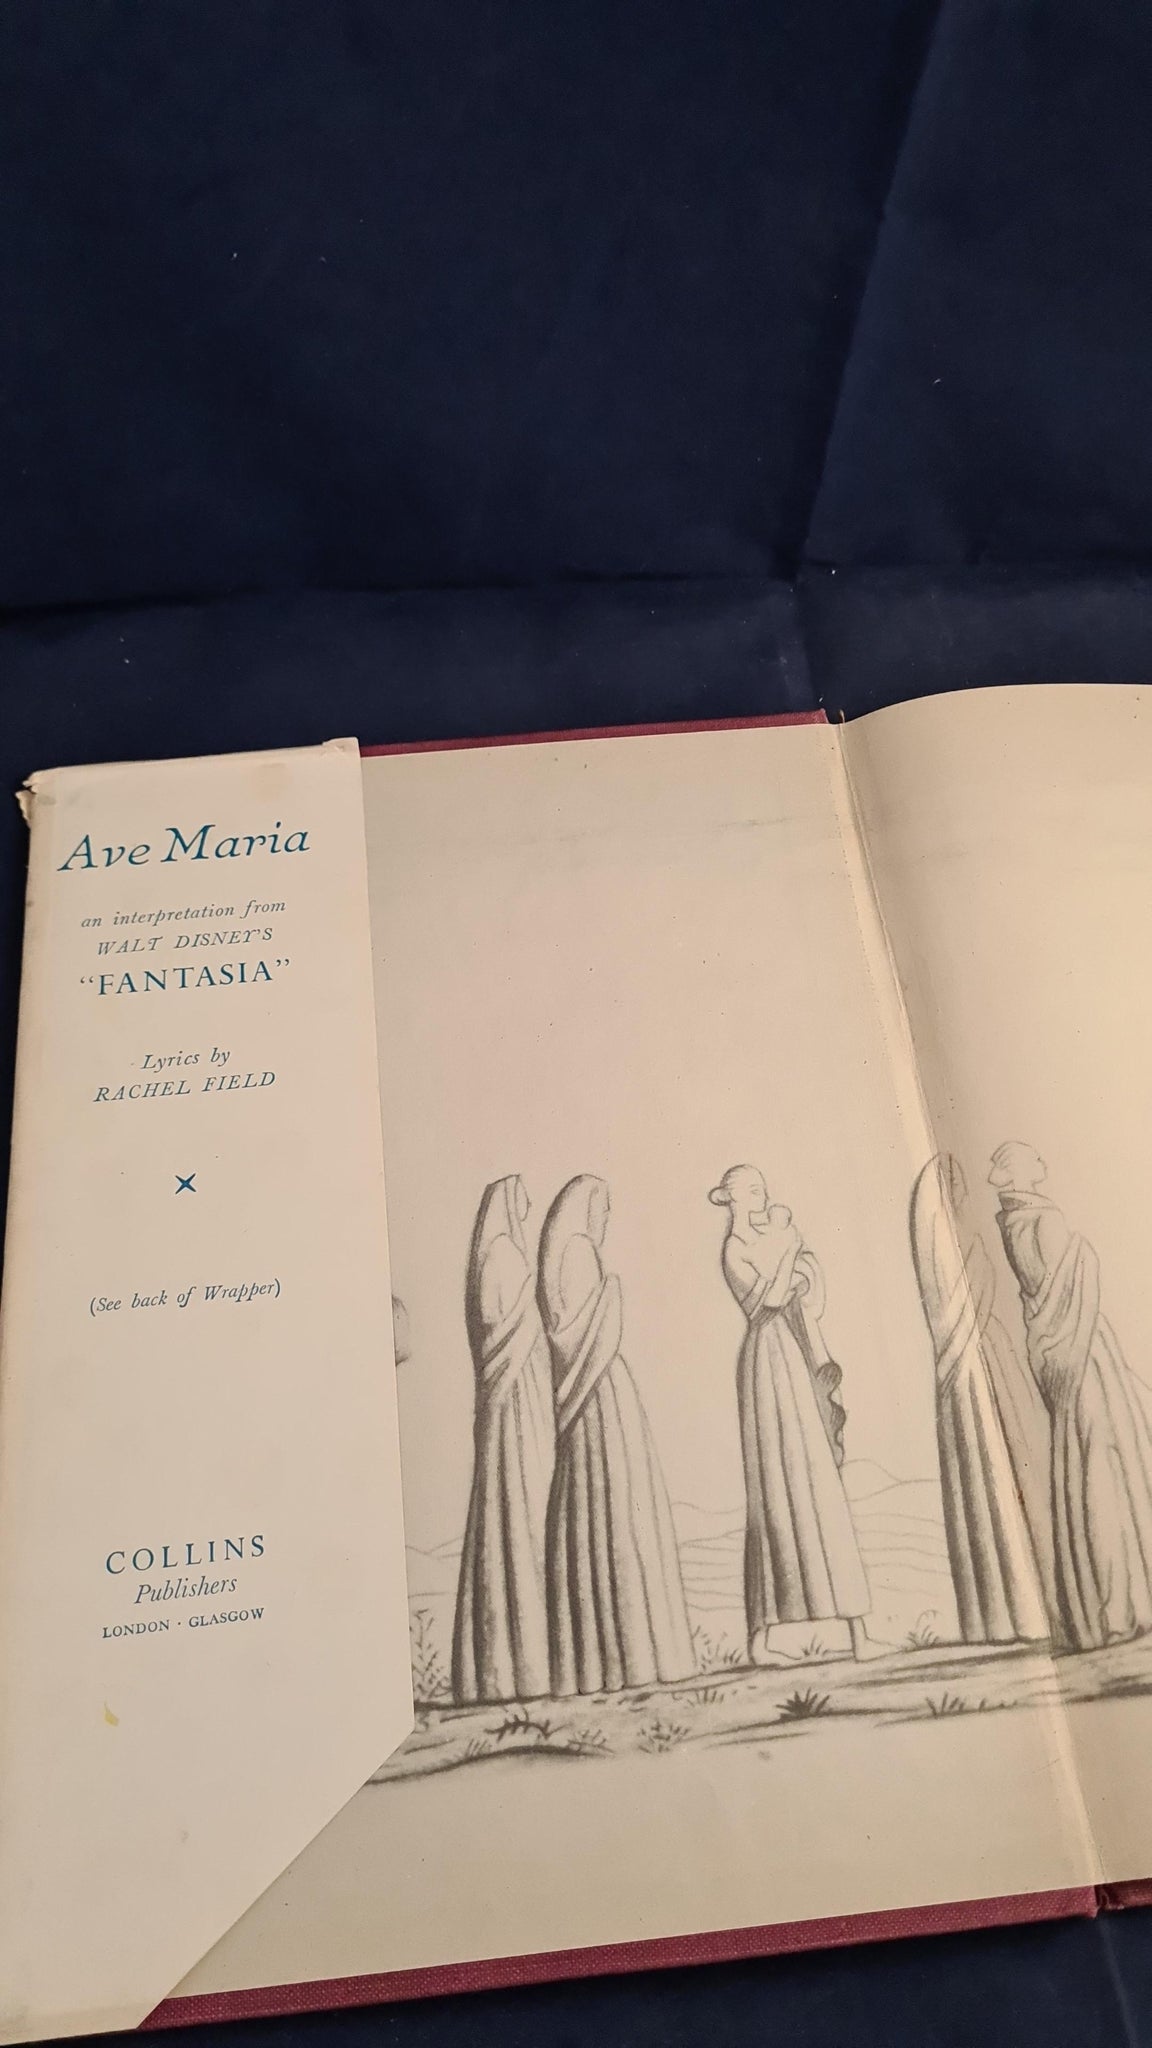 Ave Maria
an interpretation from
WALT DISNEY'S
“FANTASIA”
Lyrics by
RACHEL FIELD
(See back of Wrapper)
COLLINS
Publishers
LONDON · GLASGOW